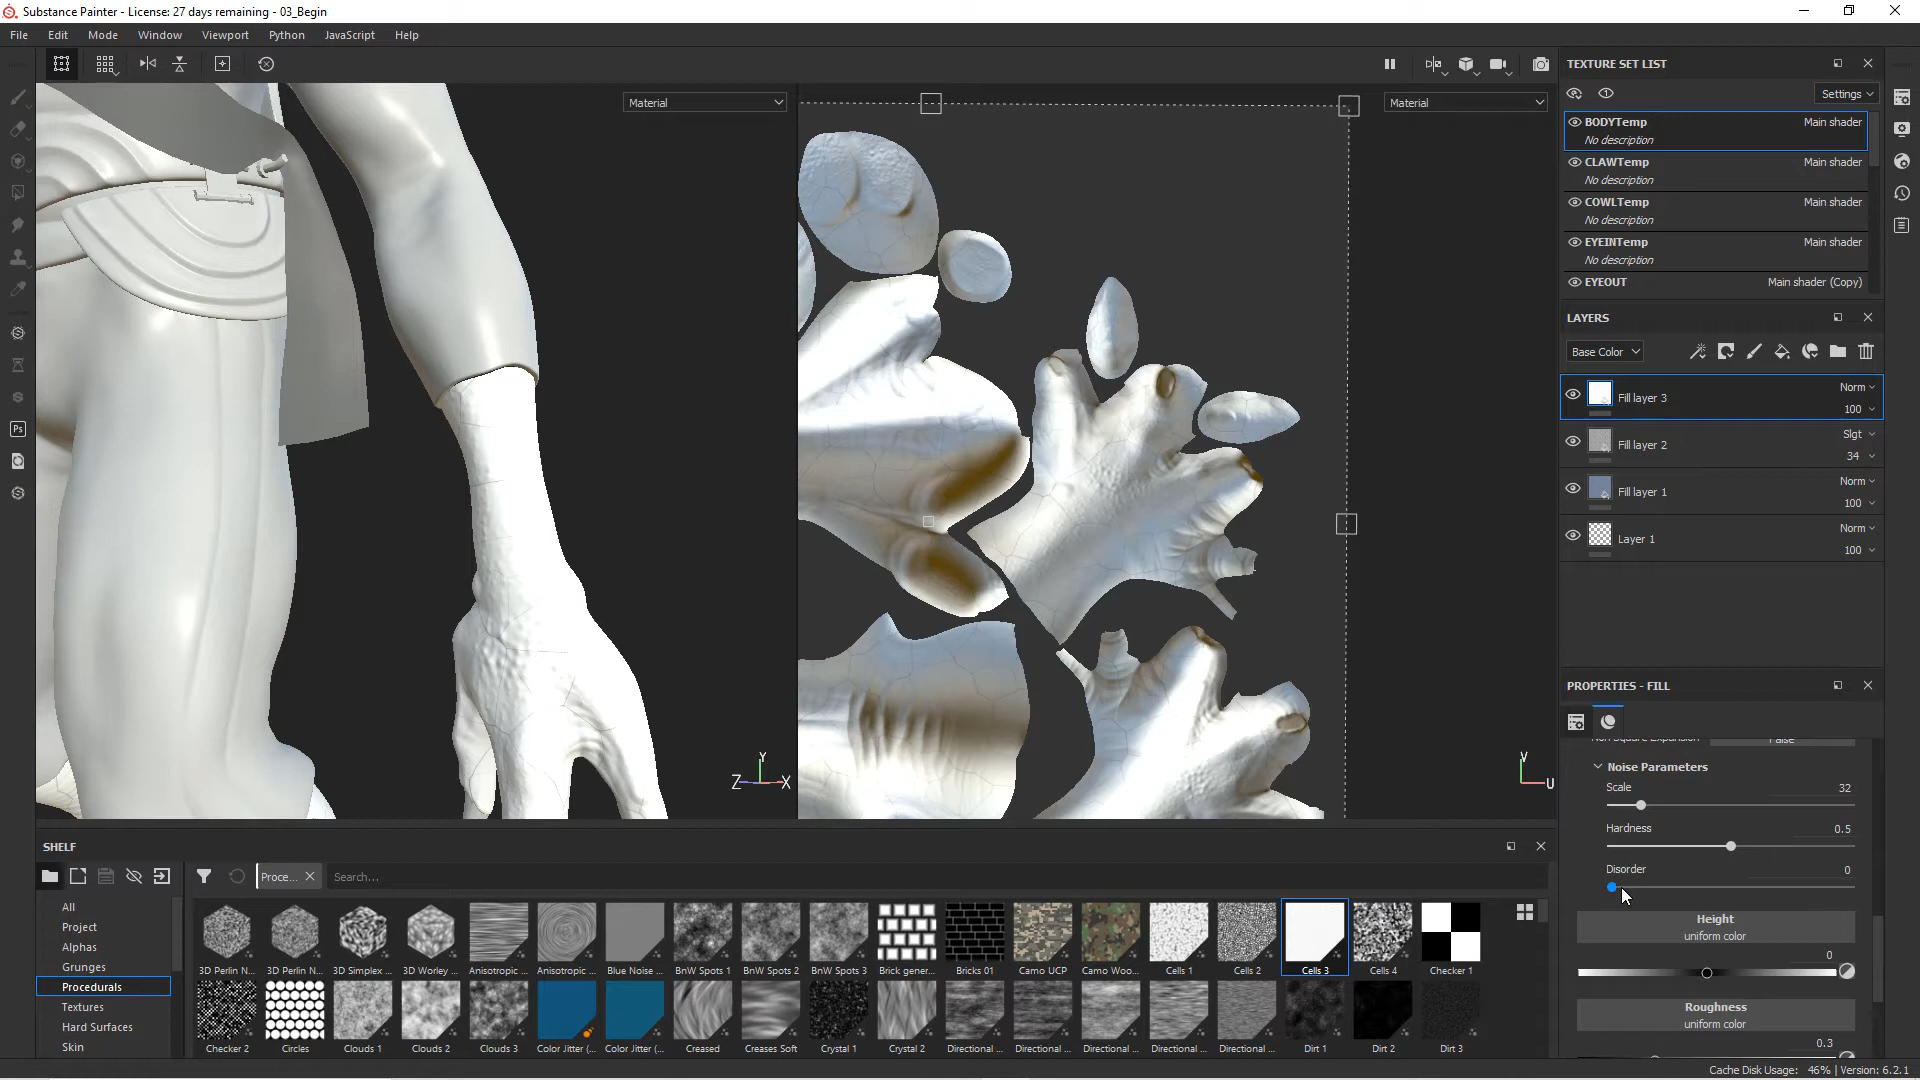 Substance Painter - License: 27 days remaining - 03_Begin
File Edit Mode Window Viewport Python JavaScript Help
Material
Material
TEXTURE SET LIST
Settings
BODYTemp Main shader
No description
CLAWTemp Main shader
No description
COWLTemp Main shader
No description
EYEINTemp Main shader
No description
EYEOUT Main shader (Copy)
LAYERS
Base Color
Fill layer 3 Norm
100
Fill layer 2 Slgt
34
Fill layer 1 Norm
100
Layer 1 Norm
100
PROPERTIES - FILL
Noise Parameters
Scale 32
Hardness 0.5
Disorder 0
Height
uniform color
0
Roughness
uniform color
0.3
Y
Z X
V
U
Ps
SHELF
Proce... Search...
All
Project
Alphas
Grunges
Procedurals
Textures
Hard Surfaces
Skin
3D Perlin N... 3D Perlin N... 3D Simplex ... 3D Worley ... Anisotropic ... Anisotropic ... Blue Noise ... BnW Spots 1 BnW Spots 2 BnW Spots 3 Brick gener... Bricks 01 Camo UCP Camo Woo... Cells 1 Cells 2 Cells 3 Cells 4 Checker 1
Checker 2 Circles Clouds 1 Clouds 2 Clouds 3 Color Jitter (... Color Jitter (... Creased Creases Soft Crystal 1 Crystal 2 Directional ... Directional ... Directional ... Directional ... Directional ... Dirt 1 Dirt 2 Dirt 3
Cache Disk Usage: 46% | Version: 6.2.1